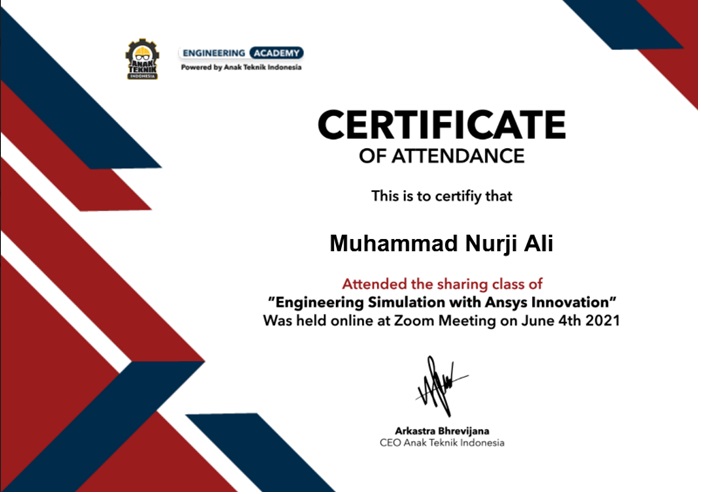 ANAK
TEKNIK
INDONESIA
ENGINEERING ACADEMY
Powered by Anak Teknik Indonesia
CERTIFICATE
OF ATTENDANCE
This is to certifiy that
Muhammad Nurji Ali
Attended the sharing class of
"Engineering Simulation with Ansys Innovation"
Was held online at Zoom Meeting on June 4th 2021
Arkastra Bhrevijana
CEO Anak Teknik Indonesia